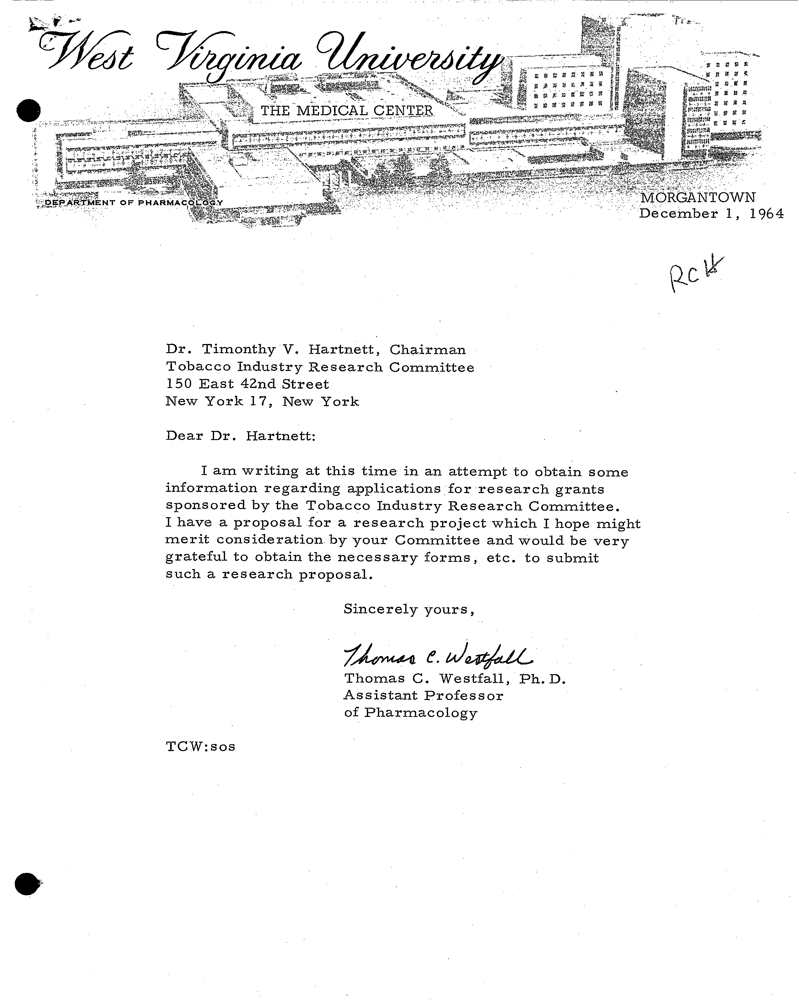 West Virginia University
THE MEDICAL CENTER
DEPARTMENT OF PHARMACOLOGY
MORGANTOWN
December 1, 1964
RCH
Dr. Timonthy V. Hartnett, Chairman
Tobacco Industry Research Committee
150 East 42nd Street
New York 17, New York
Dear Dr. Hartnett:
I am writing at this time in an attempt to obtain some
information regarding applications for research grants
sponsored by the Tobacco Industry Research Committee.
I have a proposal for a research project which I hope might
merit consideration by your Committee and would be very
grateful to obtain the necessary forms, etc. to submit
such a research proposal.
Sincerely yours,
Thomas C. Westfall
Thomas C. Westfall, Ph. D.
Assistant Professor
of Pharmacology
TCW:sos